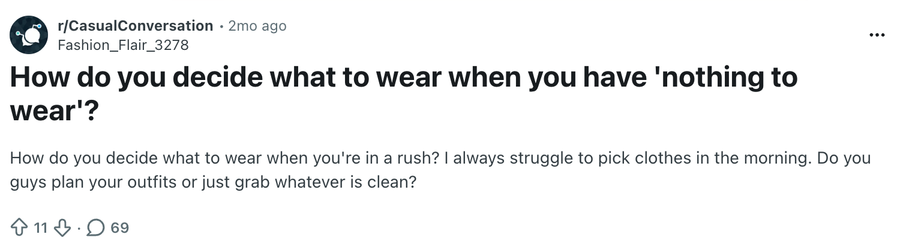 r/CasualConversation • 2mo ago
Fashion_Flair_3278
How do you decide what to wear when you have 'nothing to
wear'?
How do you decide what to wear when you're in a rush? I always struggle to pick clothes in the morning. Do you
guys plan your outfits or just grab whatever is clean?
11 · 69